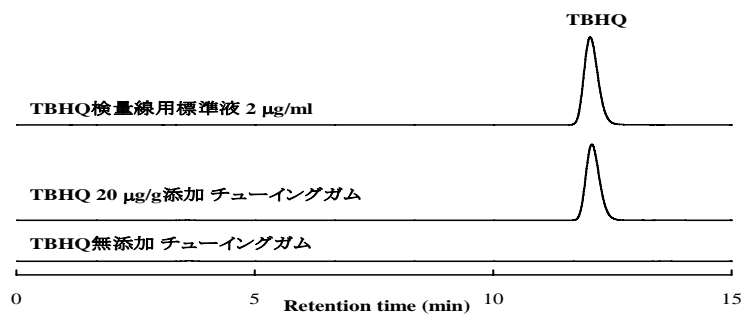 TBHQ
TBHQ検量線用標準液 2 μg/ml
TBHQ 20 μg/g添加 チューイングガム
TBHQ無添加 チューイングガム
0 5 10 15
Retention time (min)